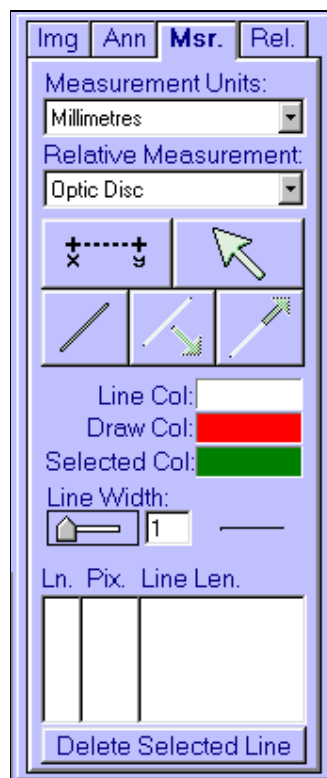 Img Ann Msr. Rel.
Measurement Units:
Millimetres
Relative Measurement:
Optic Disc
x y
Line Col:
Draw Col:
Selected Col:
Line Width:
1
Ln. Pix. Line Len.
Delete Selected Line